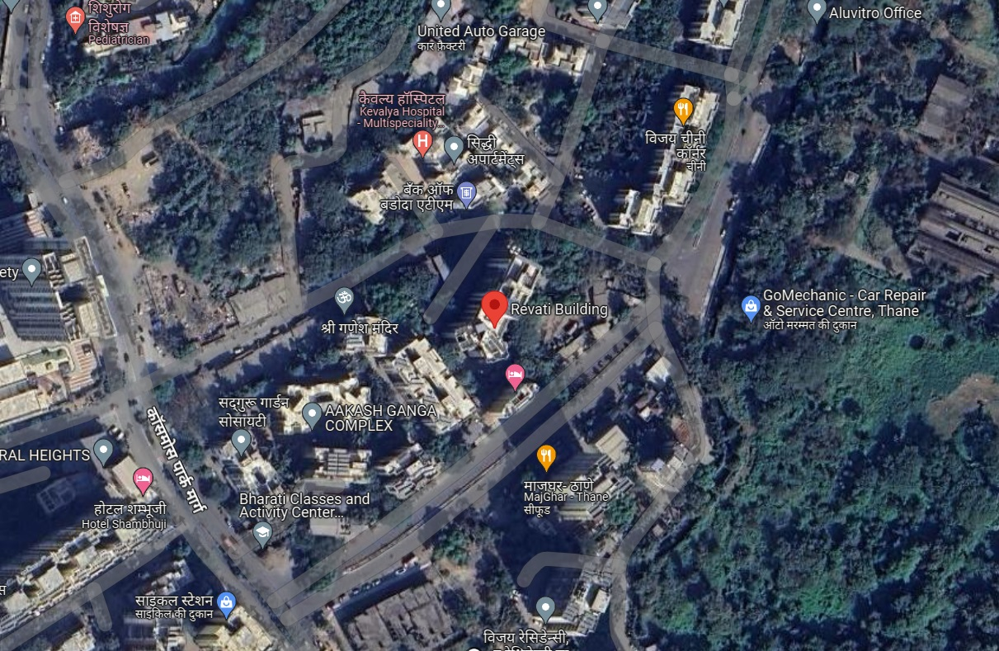 शिशुरोग
विशेषज्ञ
Pediatrician
United Auto Garage
कार फ़ैक्टरी
Aluvitro Office
कैवल्य हॉस्पिटल
Kevalya Hospital
- Multispeciality...
सिद्धी
अपार्टमेंट्स
बँक ऑफ
बडोदा एटीएम
विजय चीनी
कॉर्नर
चीनी
ety
श्री गणेश मंदिर
Revati Building
GoMechanic - Car Repair
& Service Centre, Thane
ऑटो मरम्मत की दुकान
सद्गुरू गार्डन
सोसायटी
AAKASH GANGA
COMPLEX
कॉसमॉस पार्क मार्ग
RAL HEIGHTS
होटल शम्भूजी
Hotel Shambhuji
Bharati Classes and
Activity Center...
माजघर- ठाणे
MajGhar - Thane
सीफूड
स
साइकल स्टेशन
साइकिल की दुकान
विजय रेसिडेन्सी,